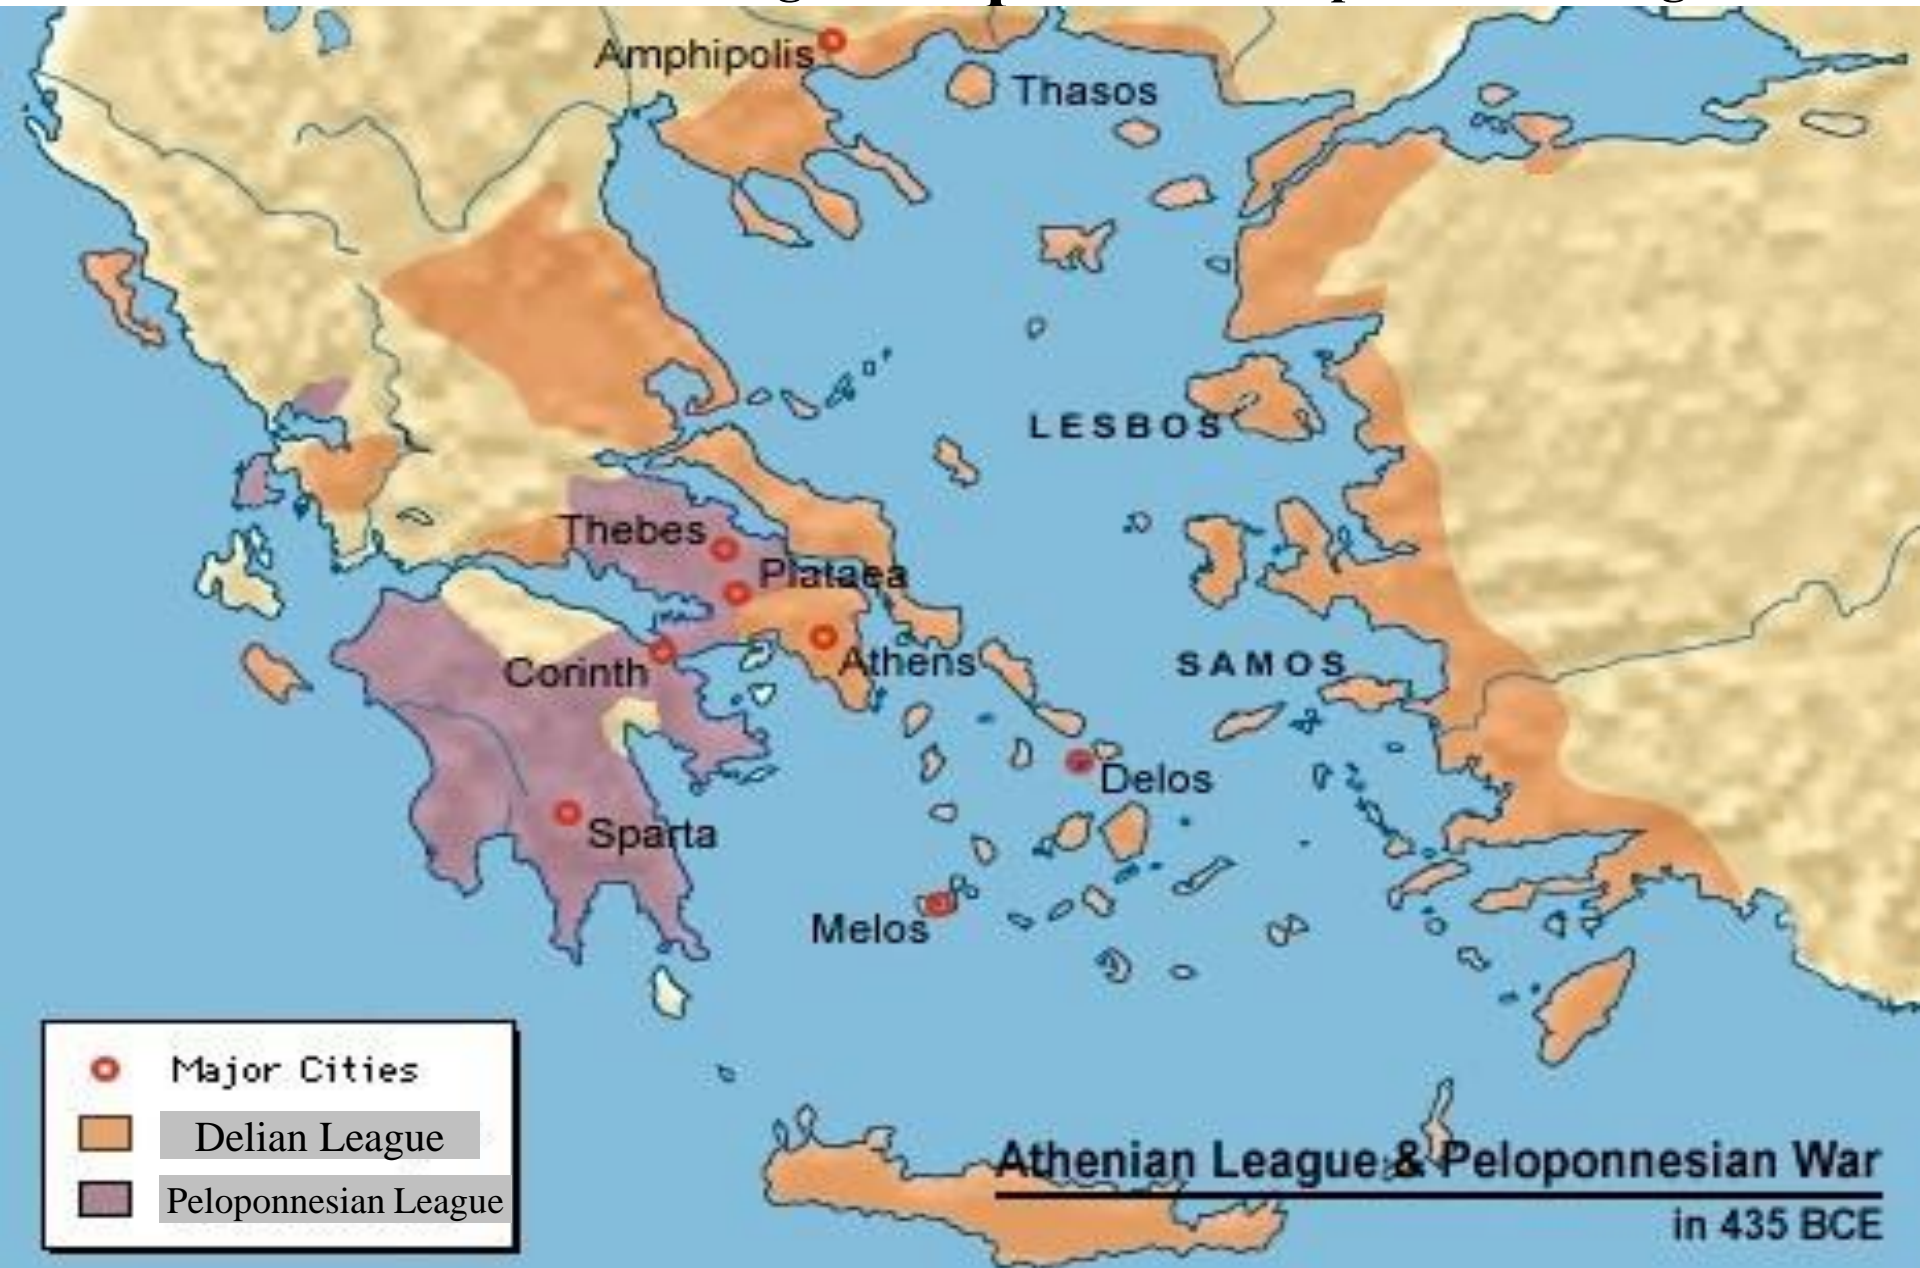 Amphipolis
Thasos
LESBOS
Thebes
Plataea
Corinth
Athens
SAMOS
Delos
Sparta
Melos
Major Cities
Delian League
Peloponnesian League
Athenian League & Peloponnesian War
in 435 BCE